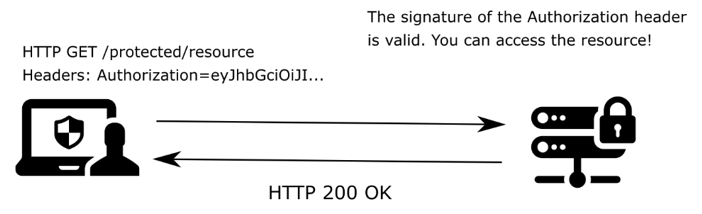 The signature of the Authorization header
is valid. You can access the resource!
HTTP GET /protected/resource
Headers: Authorization=eyJhbGciOiJI...
HTTP 200 OK